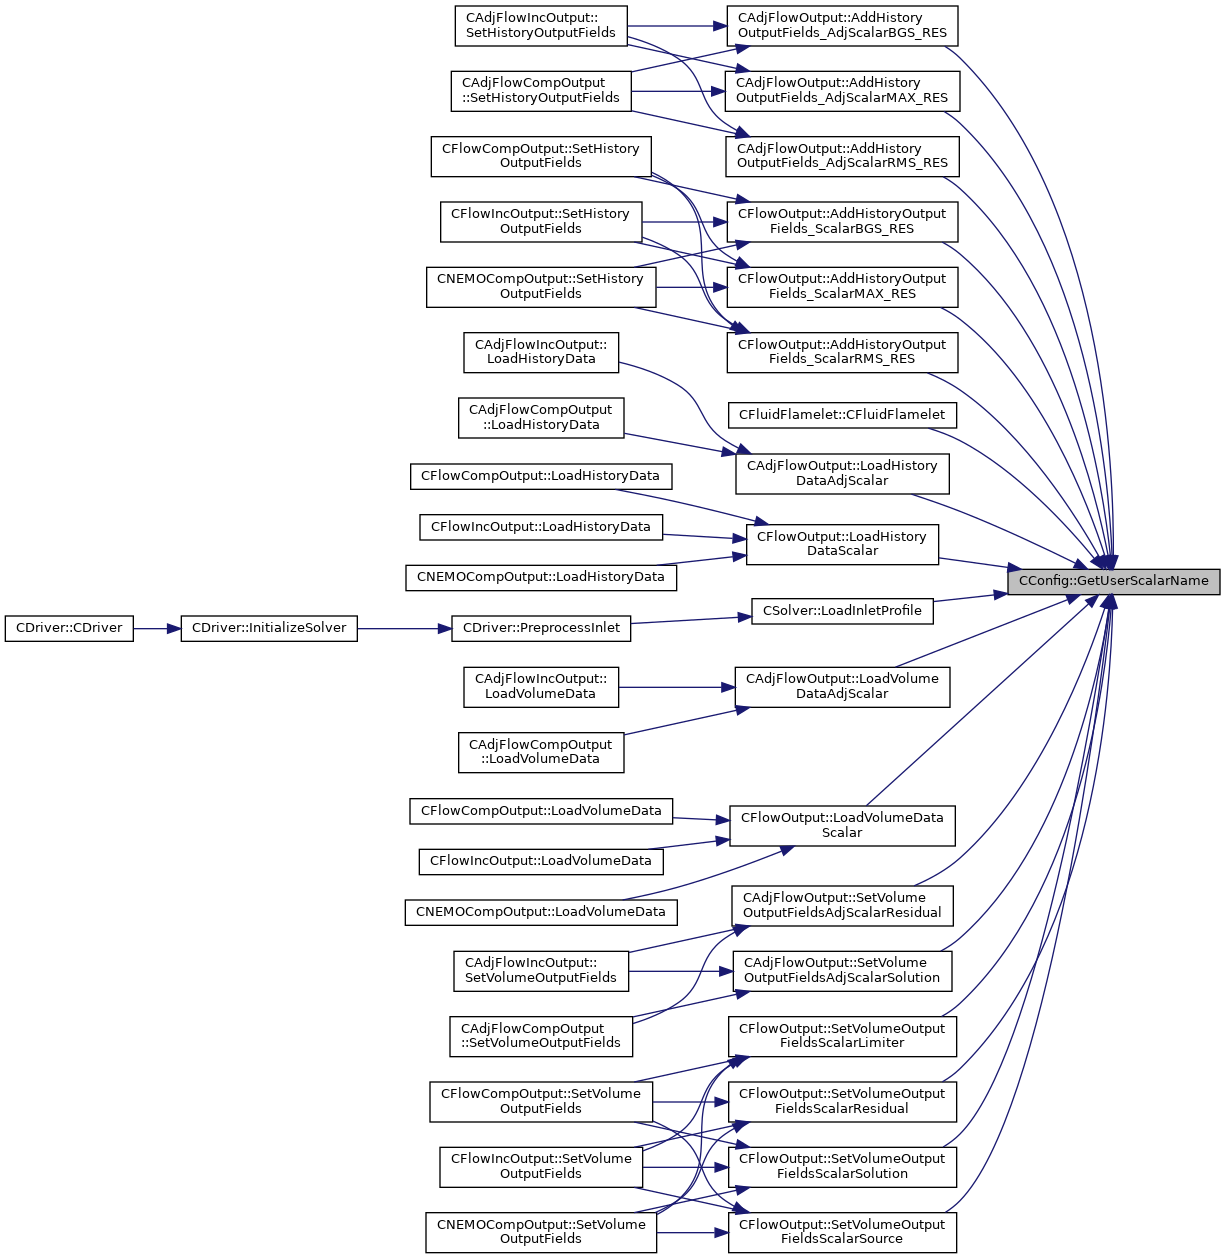 CAdjFlowIncOutput::
SetHistoryOutputFields
CAdjFlowOutput::AddHistory
OutputFields_AdjScalarBGS_RES
CAdjFlowCompOutput
::SetHistoryOutputFields
CAdjFlowOutput::AddHistory
OutputFields_AdjScalarMAX_RES
CFlowCompOutput::SetHistory
OutputFields
CAdjFlowOutput::AddHistory
OutputFields_AdjScalarRMS_RES
CFlowIncOutput::SetHistory
OutputFields
CFlowOutput::AddHistoryOutput
Fields_ScalarBGS_RES
CNEMOCompOutput::SetHistory
OutputFields
CFlowOutput::AddHistoryOutput
Fields_ScalarMAX_RES
CAdjFlowIncOutput::
LoadHistoryData
CFlowOutput::AddHistoryOutput
Fields_ScalarRMS_RES
CAdjFlowCompOutput
::LoadHistoryData
CFluidFlamelet::CFluidFlamelet
CFlowCompOutput::LoadHistoryData
CAdjFlowOutput::LoadHistory
DataAdjScalar
CFlowIncOutput::LoadHistoryData
CFlowOutput::LoadHistory
DataScalar
CNEMOCompOutput::LoadHistoryData
CConfig::GetUserScalarName
CSolver::LoadInletProfile
CDriver::CDriver
CDriver::InitializeSolver
CDriver::PreprocessInlet
CAdjFlowIncOutput::
LoadVolumeData
CAdjFlowOutput::LoadVolume
DataAdjScalar
CAdjFlowCompOutput
::LoadVolumeData
CFlowCompOutput::LoadVolumeData
CFlowOutput::LoadVolumeData
Scalar
CFlowIncOutput::LoadVolumeData
CNEMOCompOutput::LoadVolumeData
CAdjFlowOutput::SetVolume
OutputFieldsAdjScalarResidual
CAdjFlowIncOutput::
SetVolumeOutputFields
CAdjFlowOutput::SetVolume
OutputFieldsAdjScalarSolution
CAdjFlowCompOutput
::SetVolumeOutputFields
CFlowOutput::SetVolumeOutput
FieldsScalarLimiter
CFlowCompOutput::SetVolume
OutputFields
CFlowOutput::SetVolumeOutput
FieldsScalarResidual
CFlowIncOutput::SetVolume
OutputFields
CFlowOutput::SetVolumeOutput
FieldsScalarSolution
CNEMOCompOutput::SetVolume
OutputFields
CFlowOutput::SetVolumeOutput
FieldsScalarSource